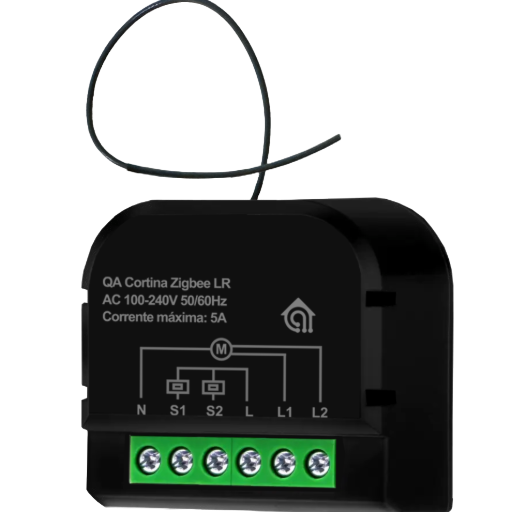 QA Cortina Zigbee LR
AC 100-240V 50/60Hz
Corrente máxima: 5A
M
N S1 S2 L L1 L2